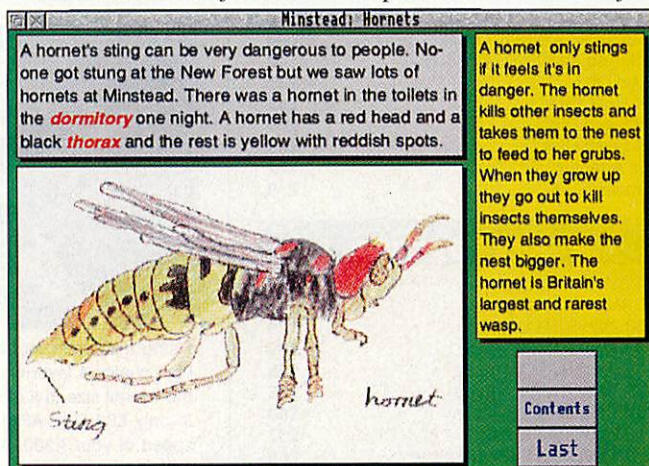 Minstead: Hornets
A hornet's sting can be very dangerous to people. No-
one got stung at the New Forest but we saw lots of
hornets at Minstead. There was a hornet in the toilets in
the dormitory one night. A hornet has a red head and a
black thorax and the rest is yellow with reddish spots.
A hornet only stings
if it feels it's in
danger. The hornet
kills other insects and
takes them to the nest
to feed to her grubs.
When they grow up
they go out to kill
insects themselves.
They also make the
nest bigger. The
hornet is Britain's
largest and rarest
wasp.
Sting
hornet
Contents
Last